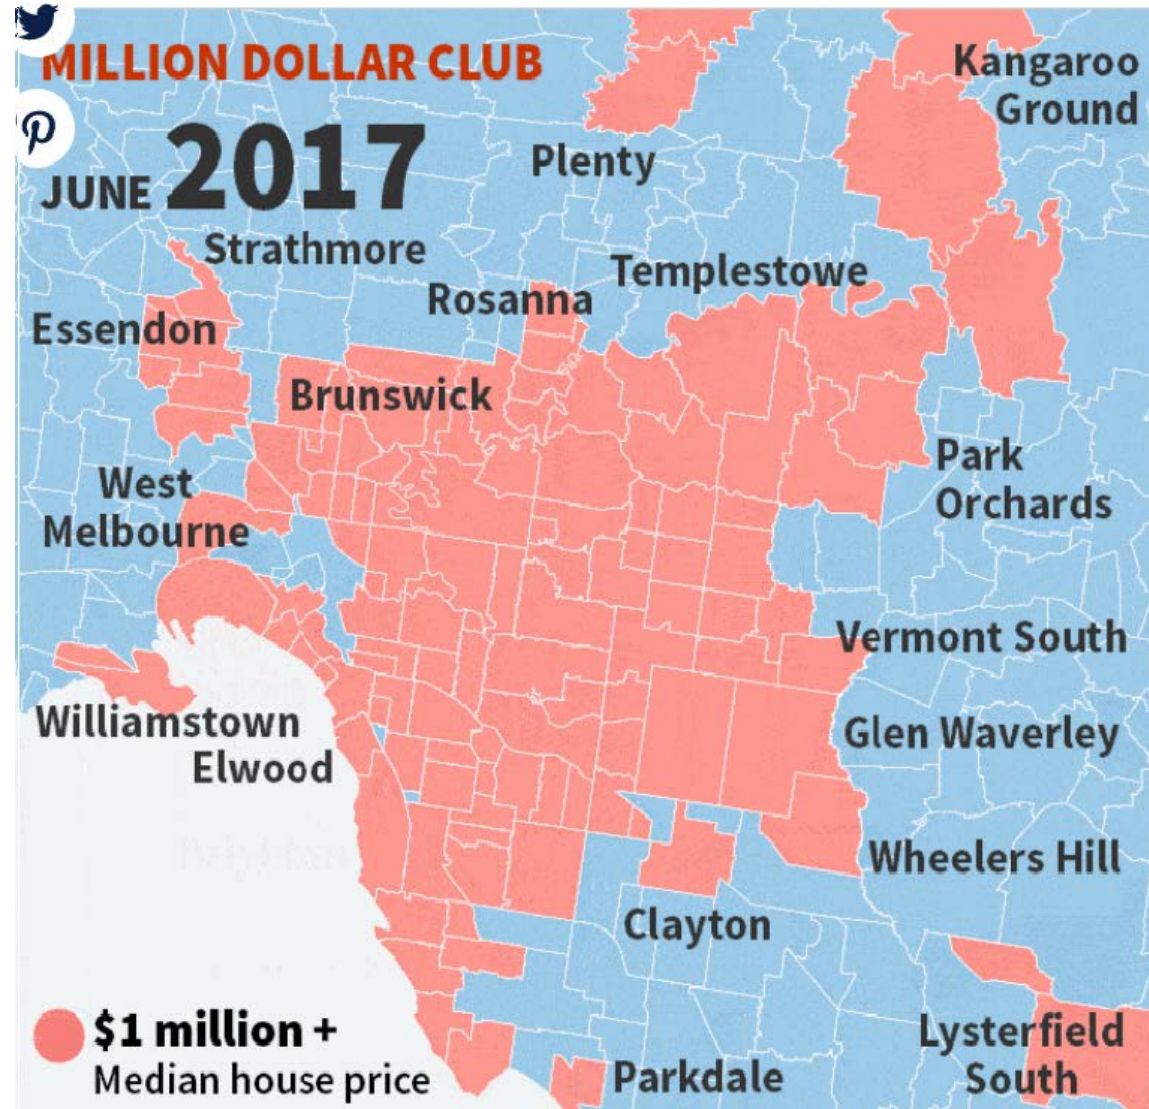 MILLION DOLLAR CLUB
JUNE 2017
Kangaroo
Ground
Plenty
Strathmore
Templestowe
Rosanna
Essendon
Brunswick
Park
Orchards
West
Melbourne
Vermont South
Williamstown
Glen Waverley
Elwood
Wheelers Hill
Clayton
$1 million +
Median house price
Lysterfield
South
Parkdale